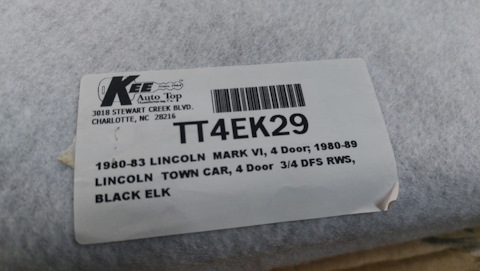 KEE
Auto Top
3018 STEWART CREEK BLVD.
CHARLOTTE, NC 28216
TT4EK29
1980-83 LINCOLN MARK VI, 4 Door; 1980-89
LINCOLN TOWN CAR, 4 Door 3/4 DFS RWS,
BLACK ELK